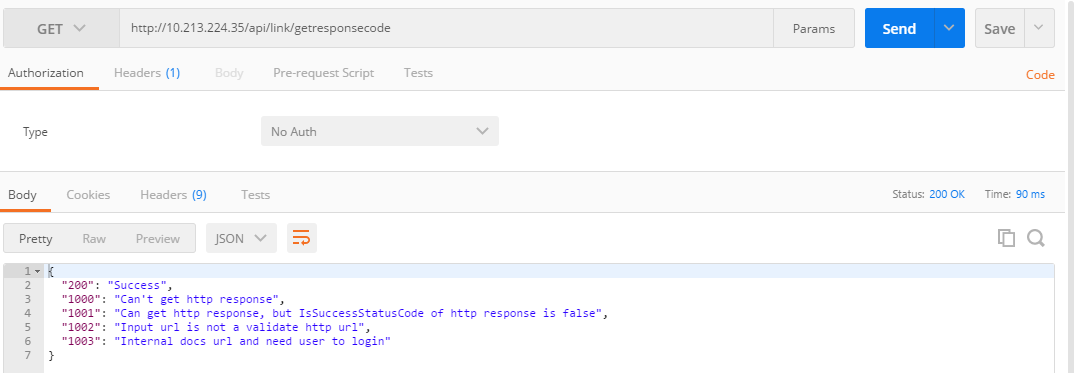 GET http://10.213.224.35/api/link/getresponsecode Params Send Save
Authorization Headers (1) Body Pre-request Script Tests Code
Type No Auth
Body Cookies Headers (9) Tests Status: 200 OK Time: 90 ms
Pretty Raw Preview JSON
1 {
2 "200": "Success",
3 "1000": "Can't get http response",
4 "1001": "Can get http response, but IsSuccessStatusCode of http response is false",
5 "1002": "Input url is not a validate http url",
6 "1003": "Internal docs url and need user to login"
7 }